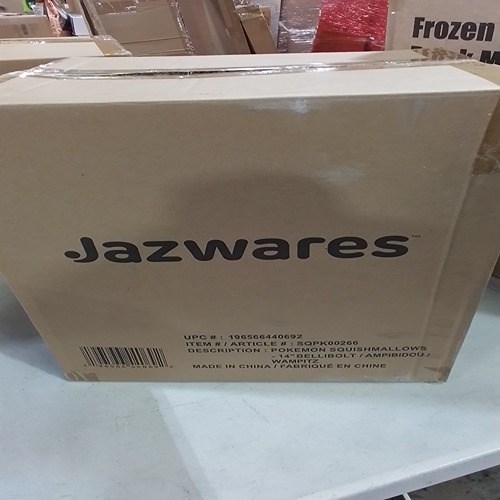 Frozen
Jazwares™
UPC # : 196566440692
ITEM # / ARTICLE # : SQPK00266
DESCRIPTION : POKEMON SQUISHMALLOWS
- 14" BELLIBOLT / AMPIBIDOU /
WAMPITZ
MADE IN CHINA / FABRIQUÉ EN CHINE